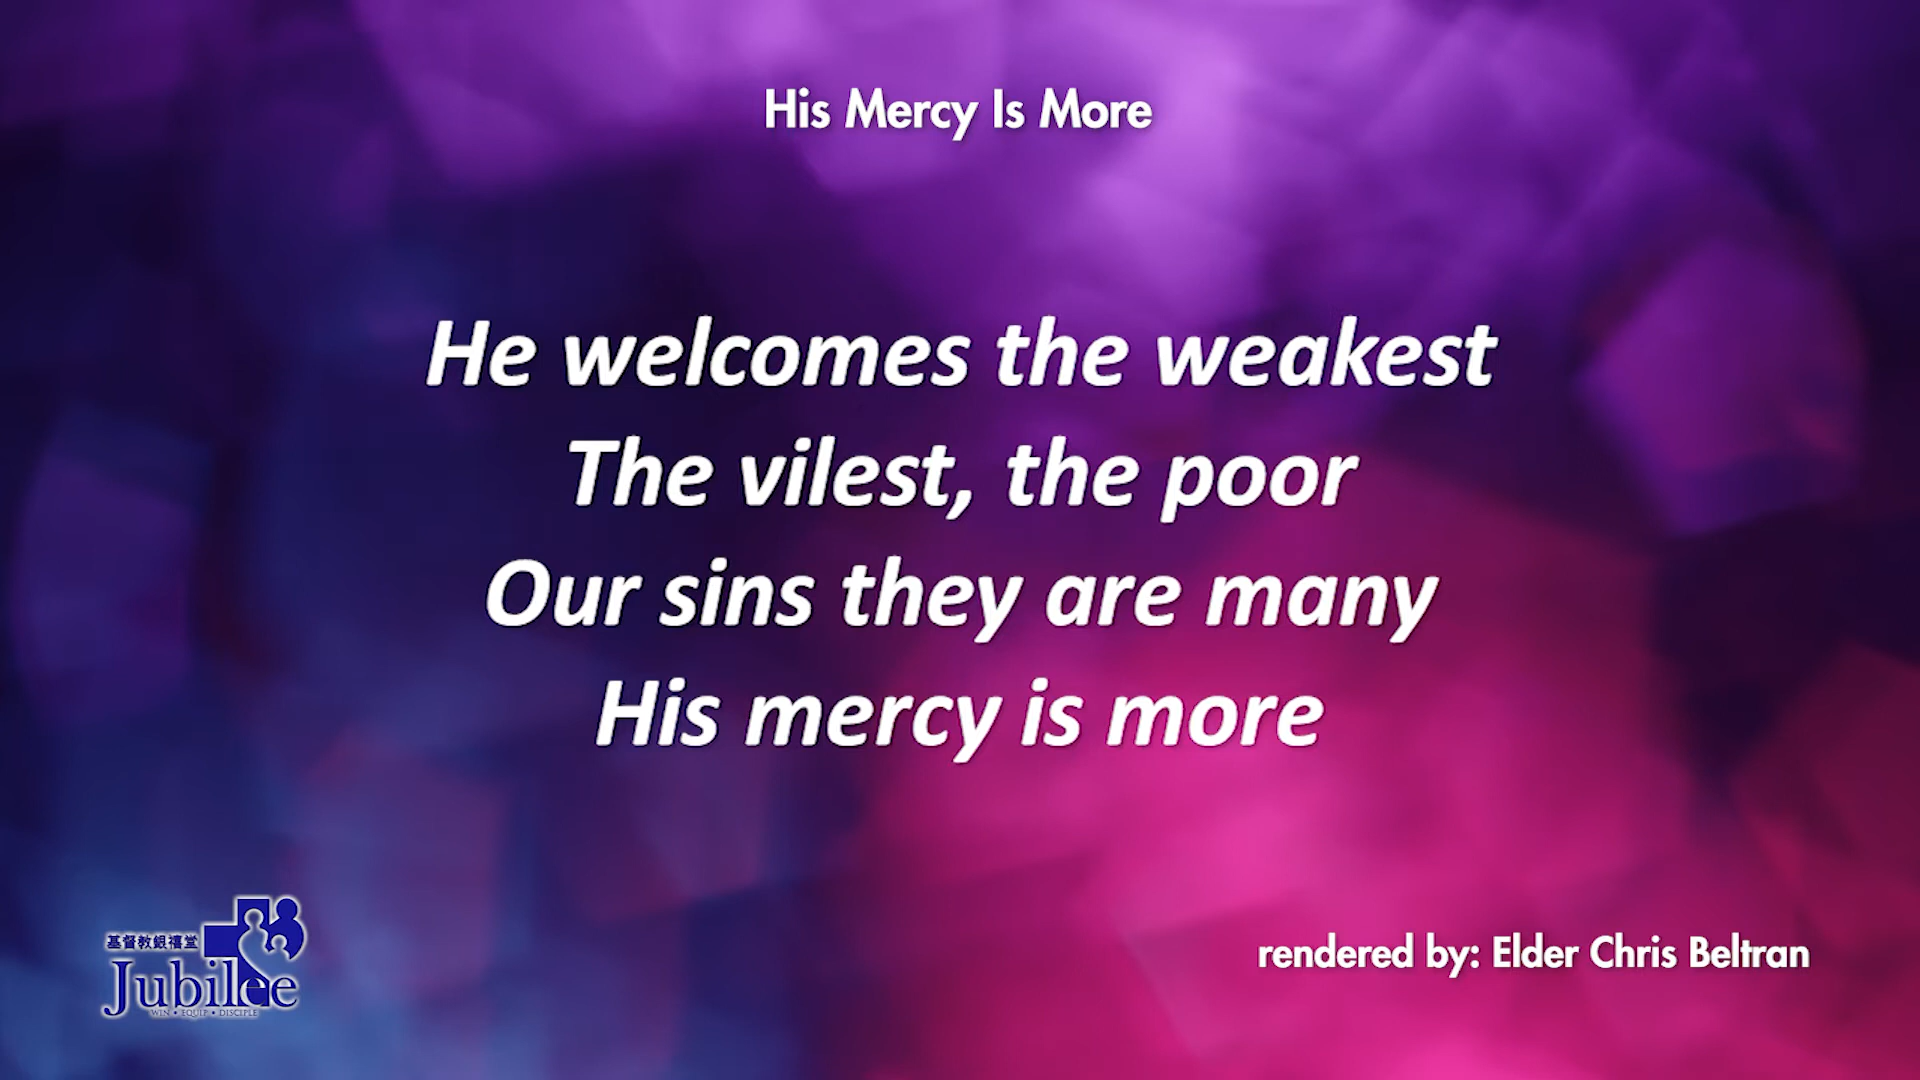 His Mercy Is More
He welcomes the weakest
The vilest, the poor
Our sins they are many
His mercy is more
基督教銀禧堂
Jubilee
WIN • EQUIP • DISCIPLE
rendered by: Elder Chris Beltran